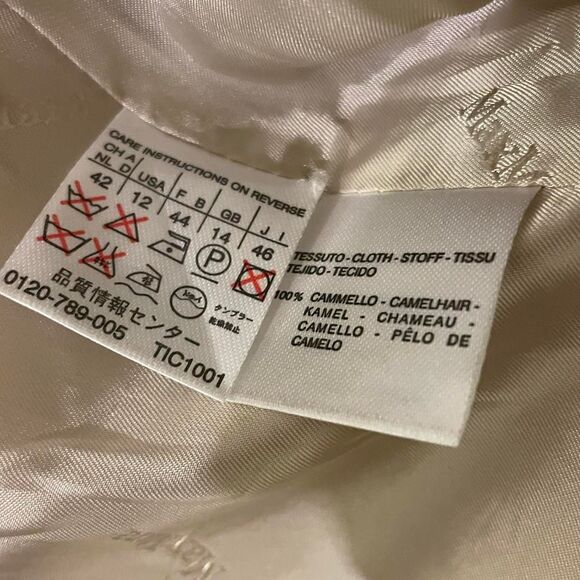 CARE INSTRUCTIONS ON REVERSE
CH A
NL D USA F B GB J I
42 12 44 14 46
P
タンブラー
乾燥禁止
品質情報センター
0120-789-005 TIC1001
TESSUTO - CLOTH - STOFF - TISSU
TEJIDO - TECIDO
100% CAMMELLO - CAMELHAIR -
KAMEL - CHAMEAU -
CAMELLO - PÊLO DE
CAMELO